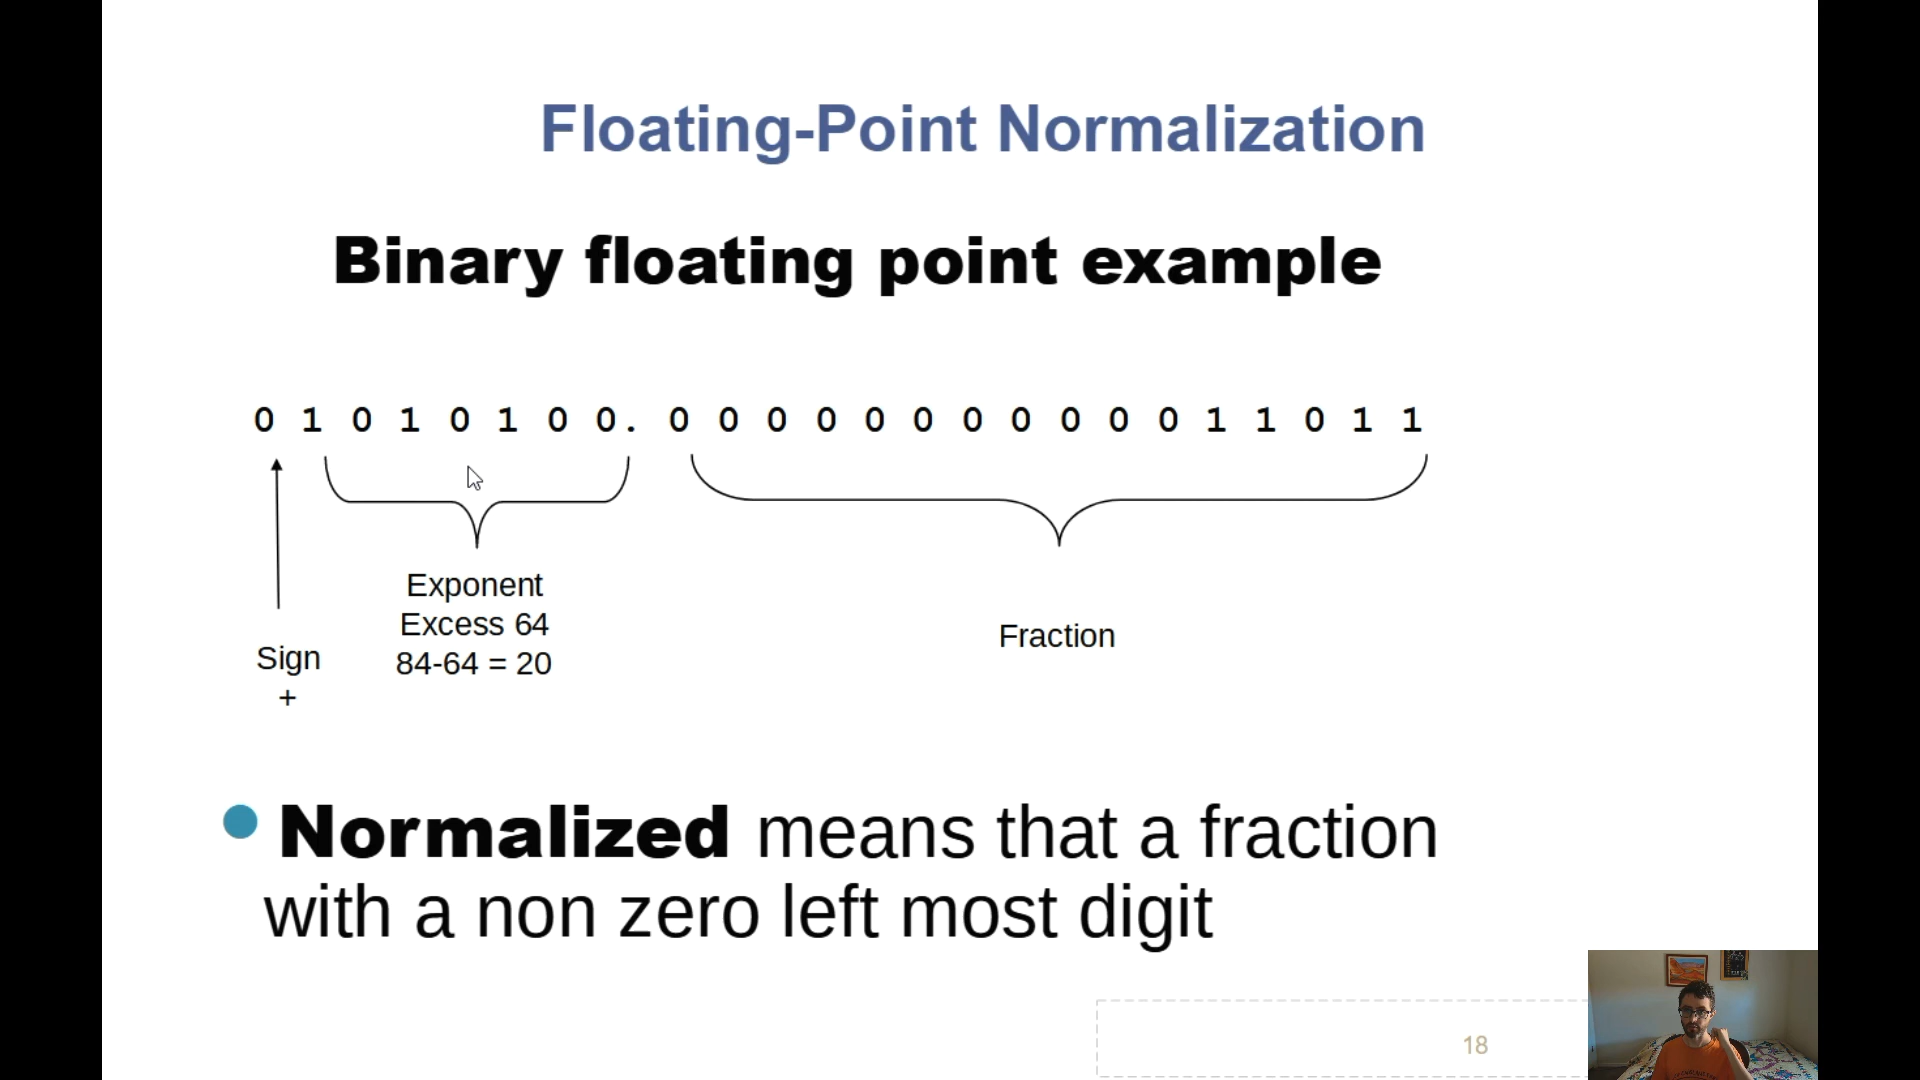 Floating-Point Normalization
Binary floating point example
0 1 0 1 0 1 0 0. 0 0 0 0 0 0 0 0 0 0 0 1 1 0 1 1
Exponent
Excess 64
84-64 = 20
Fraction
Sign
+
Normalized means that a fraction
with a non zero left most digit
18